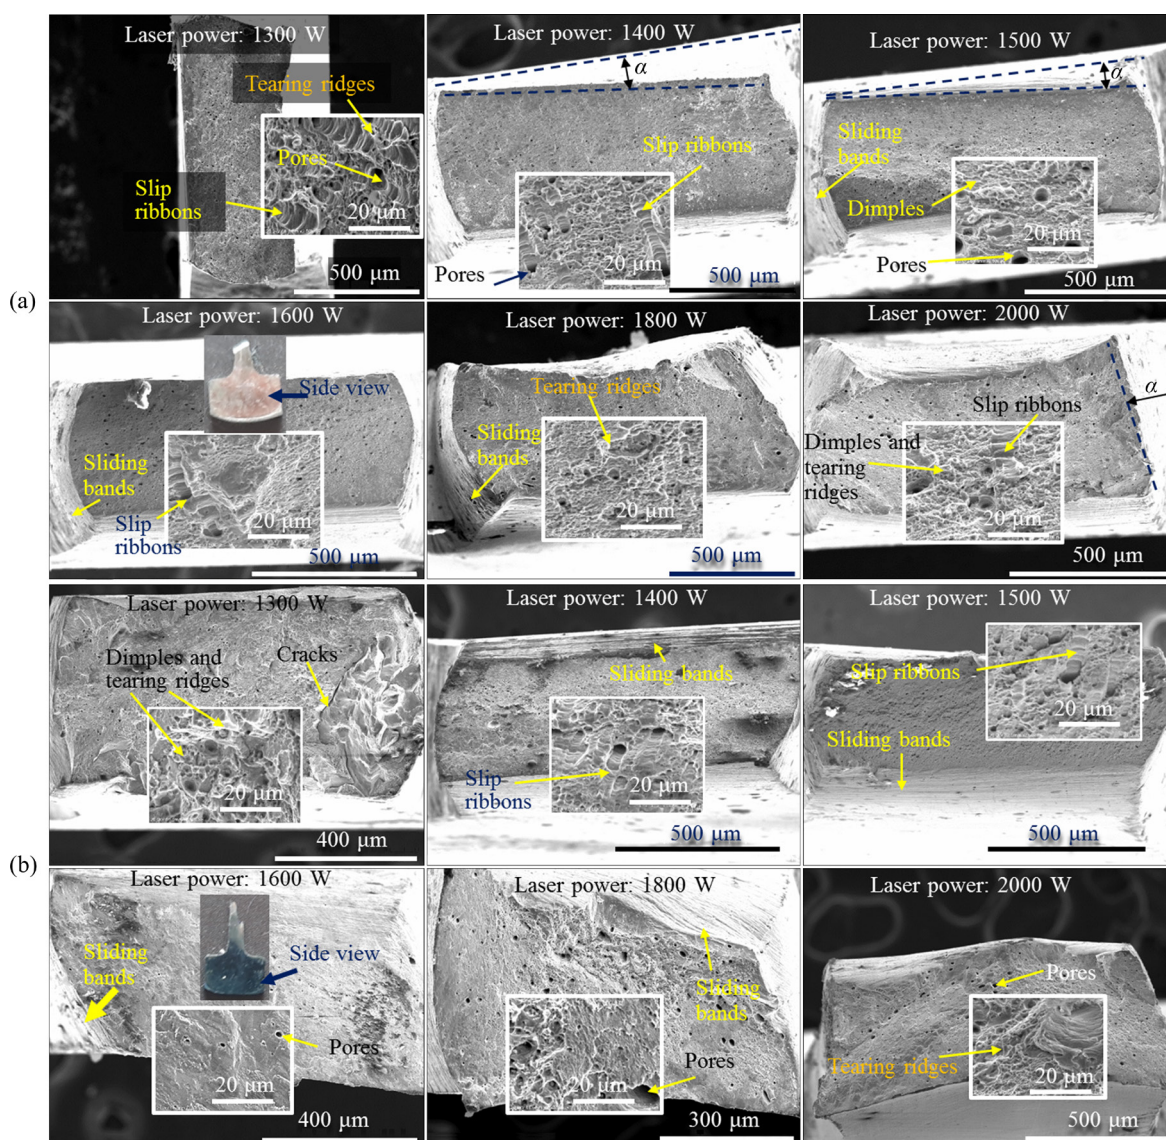 (a)
Laser power: 1300 W
Tearing ridges
Pores
Slip
ribbons
20 μm
500 μm
Laser power: 1400 W
α
Slip ribbons
20 μm
Pores
500 μm
Laser power: 1500 W
α
Sliding
bands
Dimples
20 μm
Pores
500 μm
Laser power: 1600 W
Side view
Sliding
bands
Slip
ribbons
20 μm
500 μm
Laser power: 1800 W
Tearing ridges
Sliding
bands
20 μm
500 μm
Laser power: 2000 W
α
Slip ribbons
Dimples and
tearing
ridges
20 μm
500 μm
(b)
Laser power: 1300 W
Dimples and
tearing ridges
Cracks
20 μm
400 μm
Laser power: 1400 W
Sliding bands
Slip
ribbons
20 μm
500 μm
Laser power: 1500 W
Slip ribbons
20 μm
Sliding bands
500 μm
Laser power: 1600 W
Sliding
bands
Side view
Pores
20 μm
400 μm
Laser power: 1800 W
Sliding
bands
Pores
20 μm
300 μm
Laser power: 2000 W
Pores
Tearing ridges
20 μm
500 μm